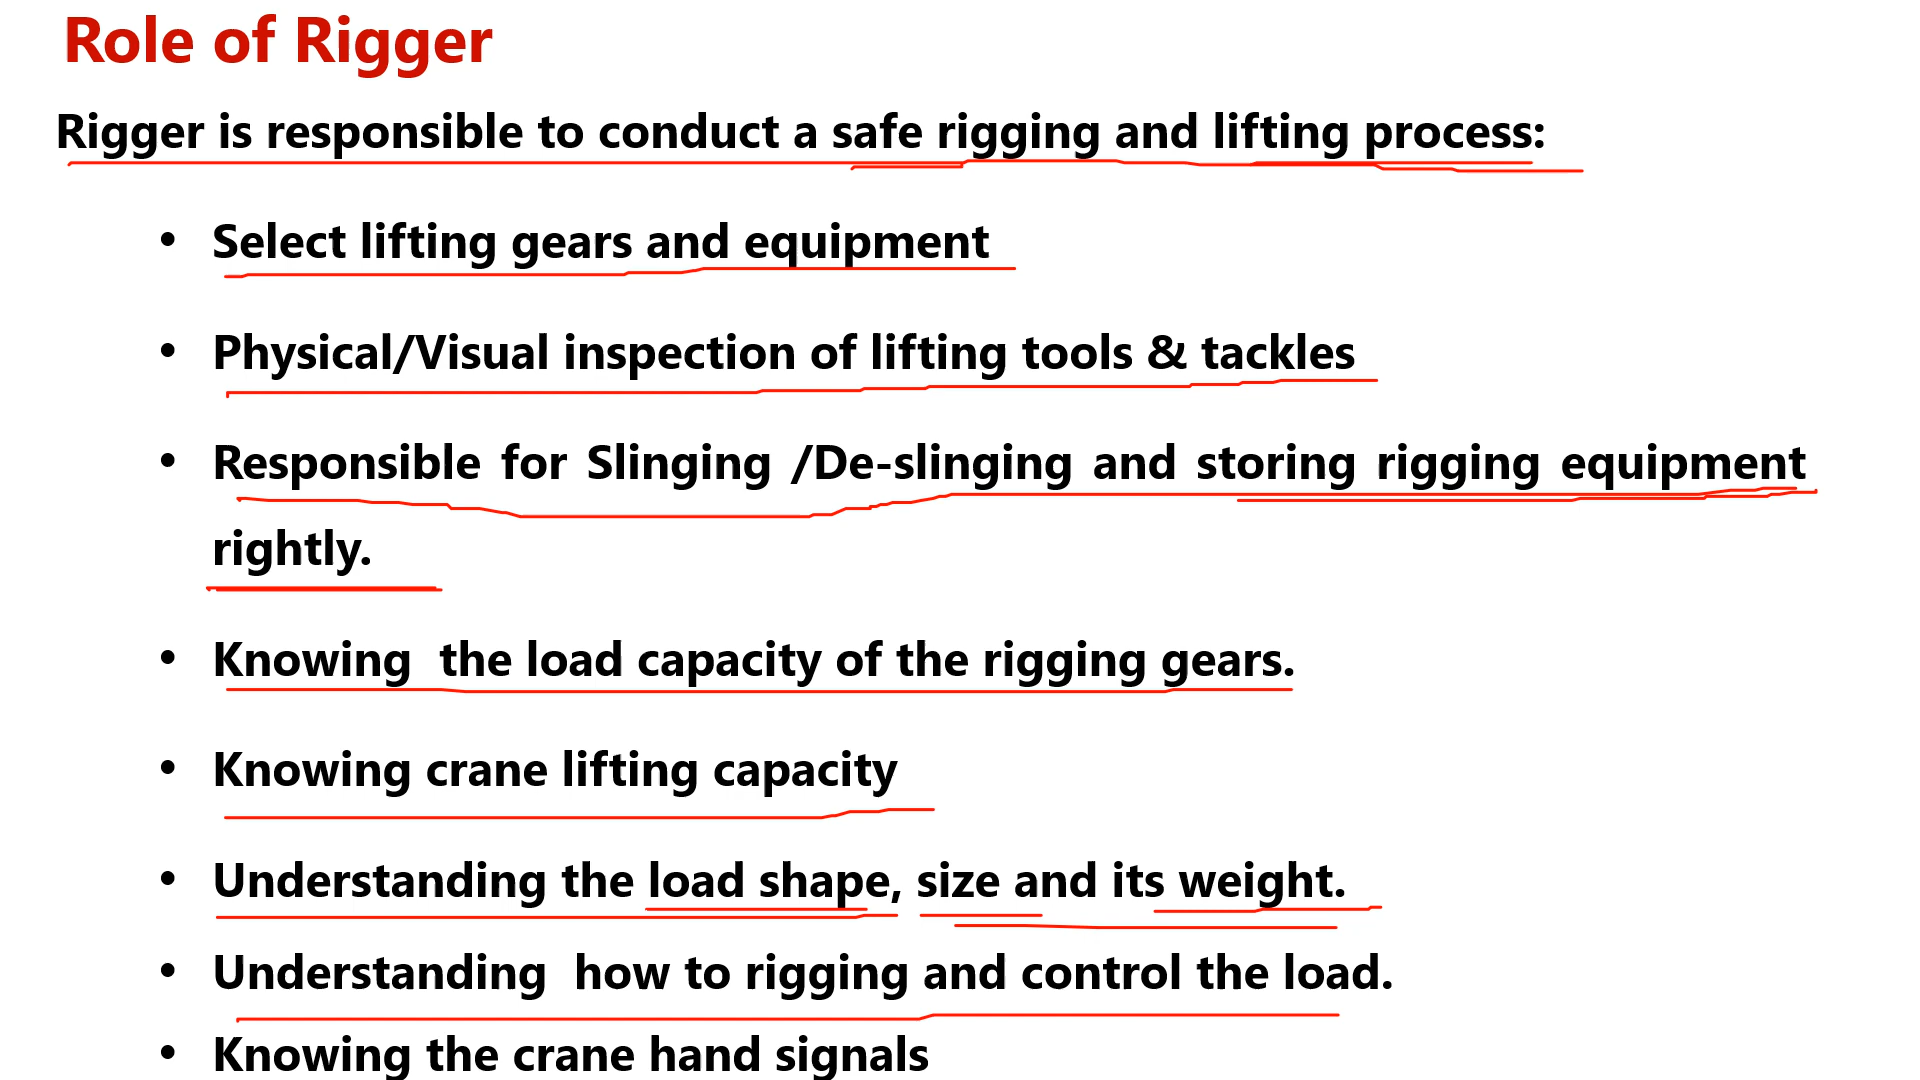 Role of Rigger
Rigger is responsible to conduct a safe rigging and lifting process:
• Select lifting gears and equipment
• Physical/Visual inspection of lifting tools & tackles
• Responsible for Slinging /De-slinging and storing rigging equipment
rightly.
• Knowing the load capacity of the rigging gears.
• Knowing crane lifting capacity
• Understanding the load shape, size and its weight.
• Understanding how to rigging and control the load.
• Knowing the crane hand signals